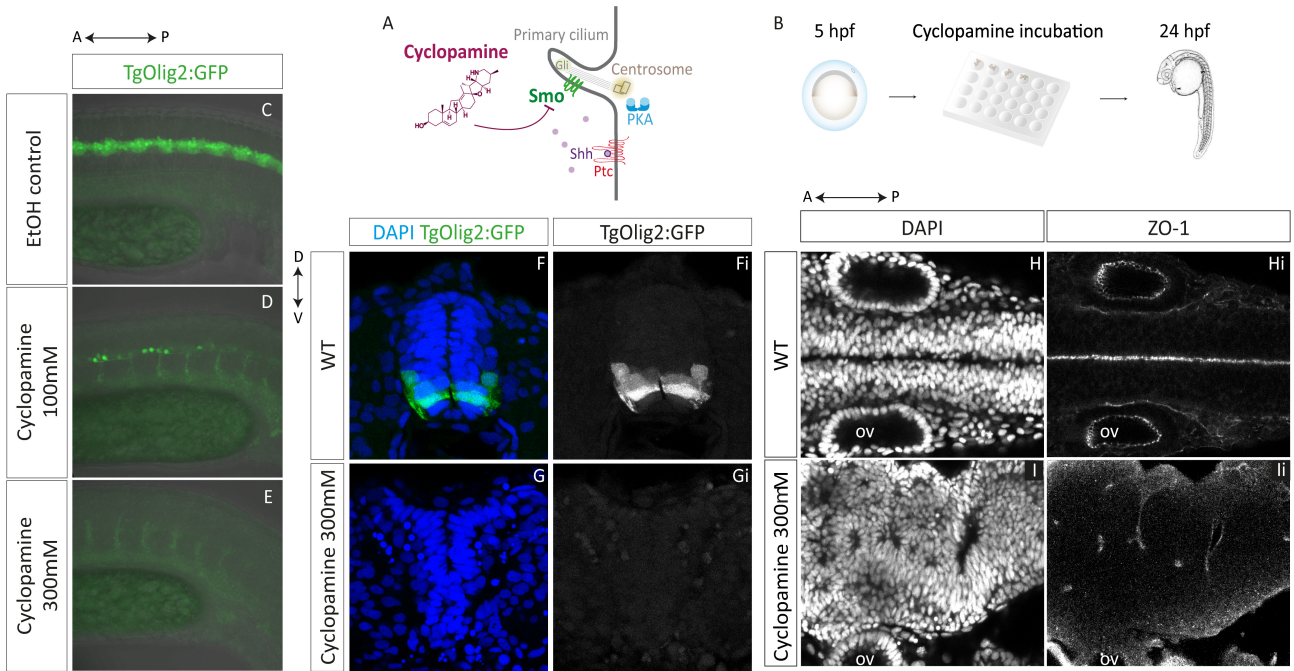 A
Primary cilium
Cyclopamine
Gli
Centrosome
Smo
PKA
Shh
Ptc
H
N
H
H
O
H
H
H
HO
B
5 hpf
Cyclopamine incubation
24 hpf
A P
TgOlig2:GFP
EtOH control
C
Cyclopamine
100mM
D
Cyclopamine
300mM
E
D
V
DAPI TgOlig2:GFP
TgOlig2:GFP
WT
F
Fi
Cyclopamine 300mM
G
Gi
A P
DAPI
ZO-1
WT
H
ov
Hi
ov
Cyclopamine 300mM
I
ov
Ii
ov